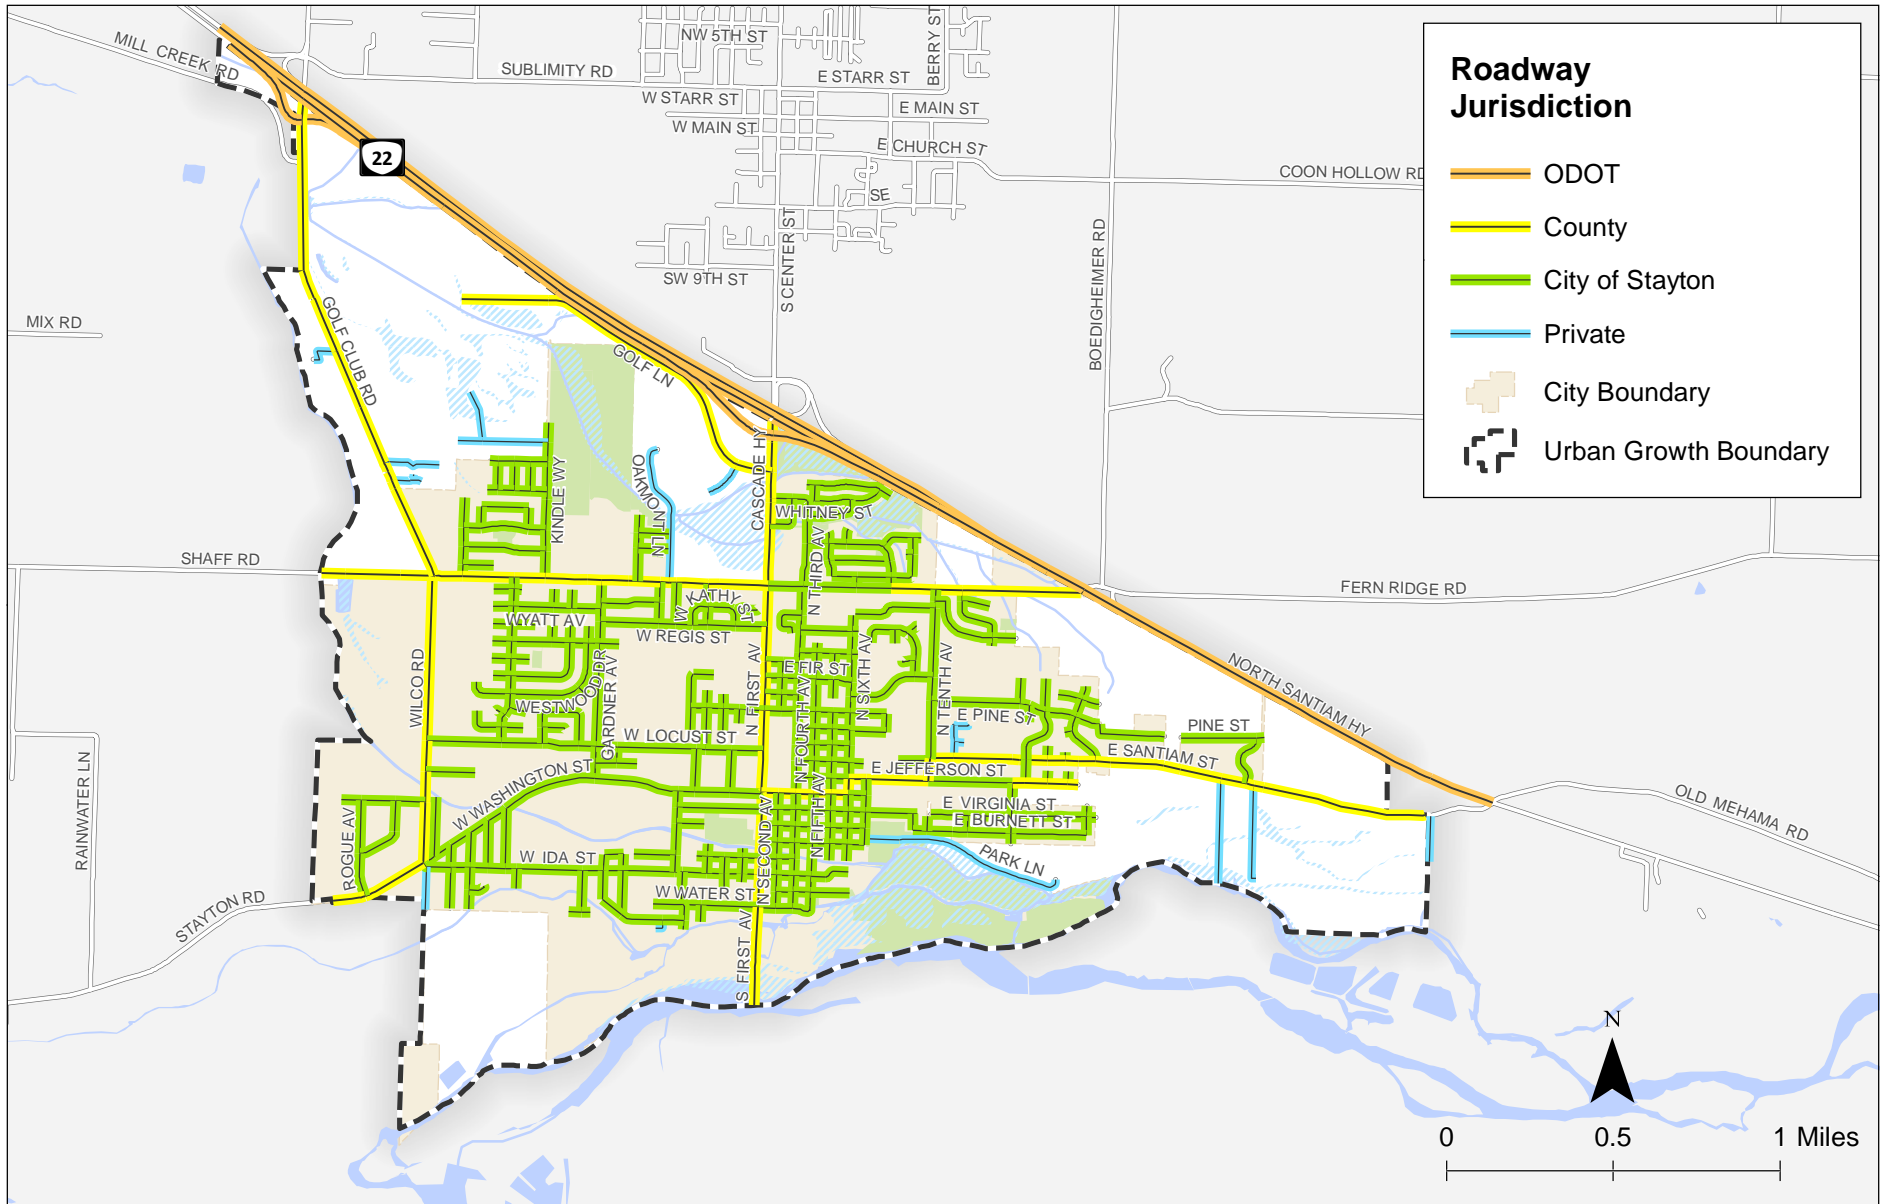 MILL CREEK RD
SUBLIMITY RD
NW 5TH ST
BERRY ST
E STARR ST
W STARR ST
E MAIN ST
W MAIN ST
E CHURCH ST
COON HOLLOW RD
SE
22
S CENTER ST
SW 9TH ST
BOEDIGHEIMER RD
MIX RD
GOLF CLUB RD
GOLF LN
CASCADE HY
OAKMONT LN
KINDLE WY
WHITNEY ST
SHAFF RD
N THIRD AV
FERN RIDGE RD
W KATHY ST
WYATT AV
W REGIS ST
E FIR ST
N SIXTH AV
N TENTH AV
NORTH SANTIAM HY
WILCO RD
GARDNER AV
WESTWOOD DR
N FIRST AV
N FOURTH AV
E PINE ST
PINE ST
W LOCUST ST
E SANTIAM ST
RAINWATER LN
W WASHINGTON ST
E JEFFERSON ST
OLD MEHAMA RD
E VIRGINIA ST
E BURNETT ST
N FIFTH AV
ROGUE AV
N SECOND AV
W IDA ST
PARK LN
W WATER ST
STAYTON RD
S FIRST AV
Roadway
Jurisdiction
ODOT
County
City of Stayton
Private
City Boundary
Urban Growth Boundary
N
0 0.5 1 Miles